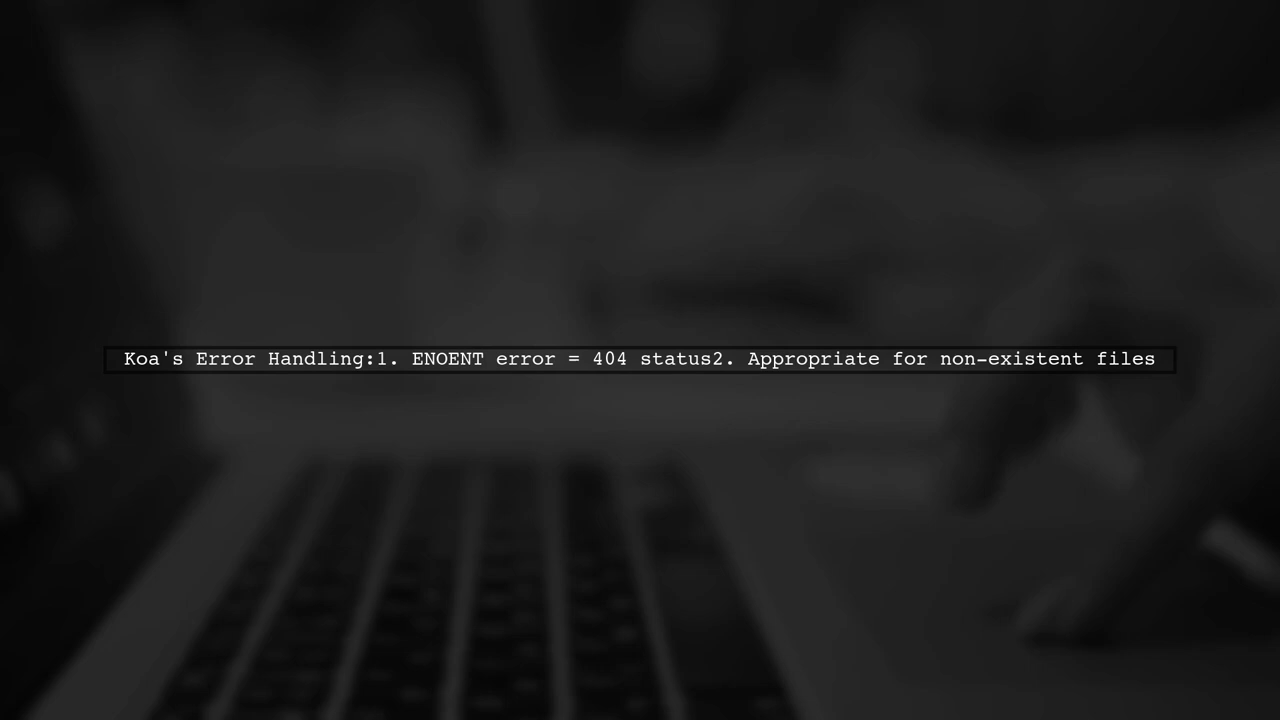 Koa's Error Handling:1. ENOENT error = 404 status2. Appropriate for non-existent files